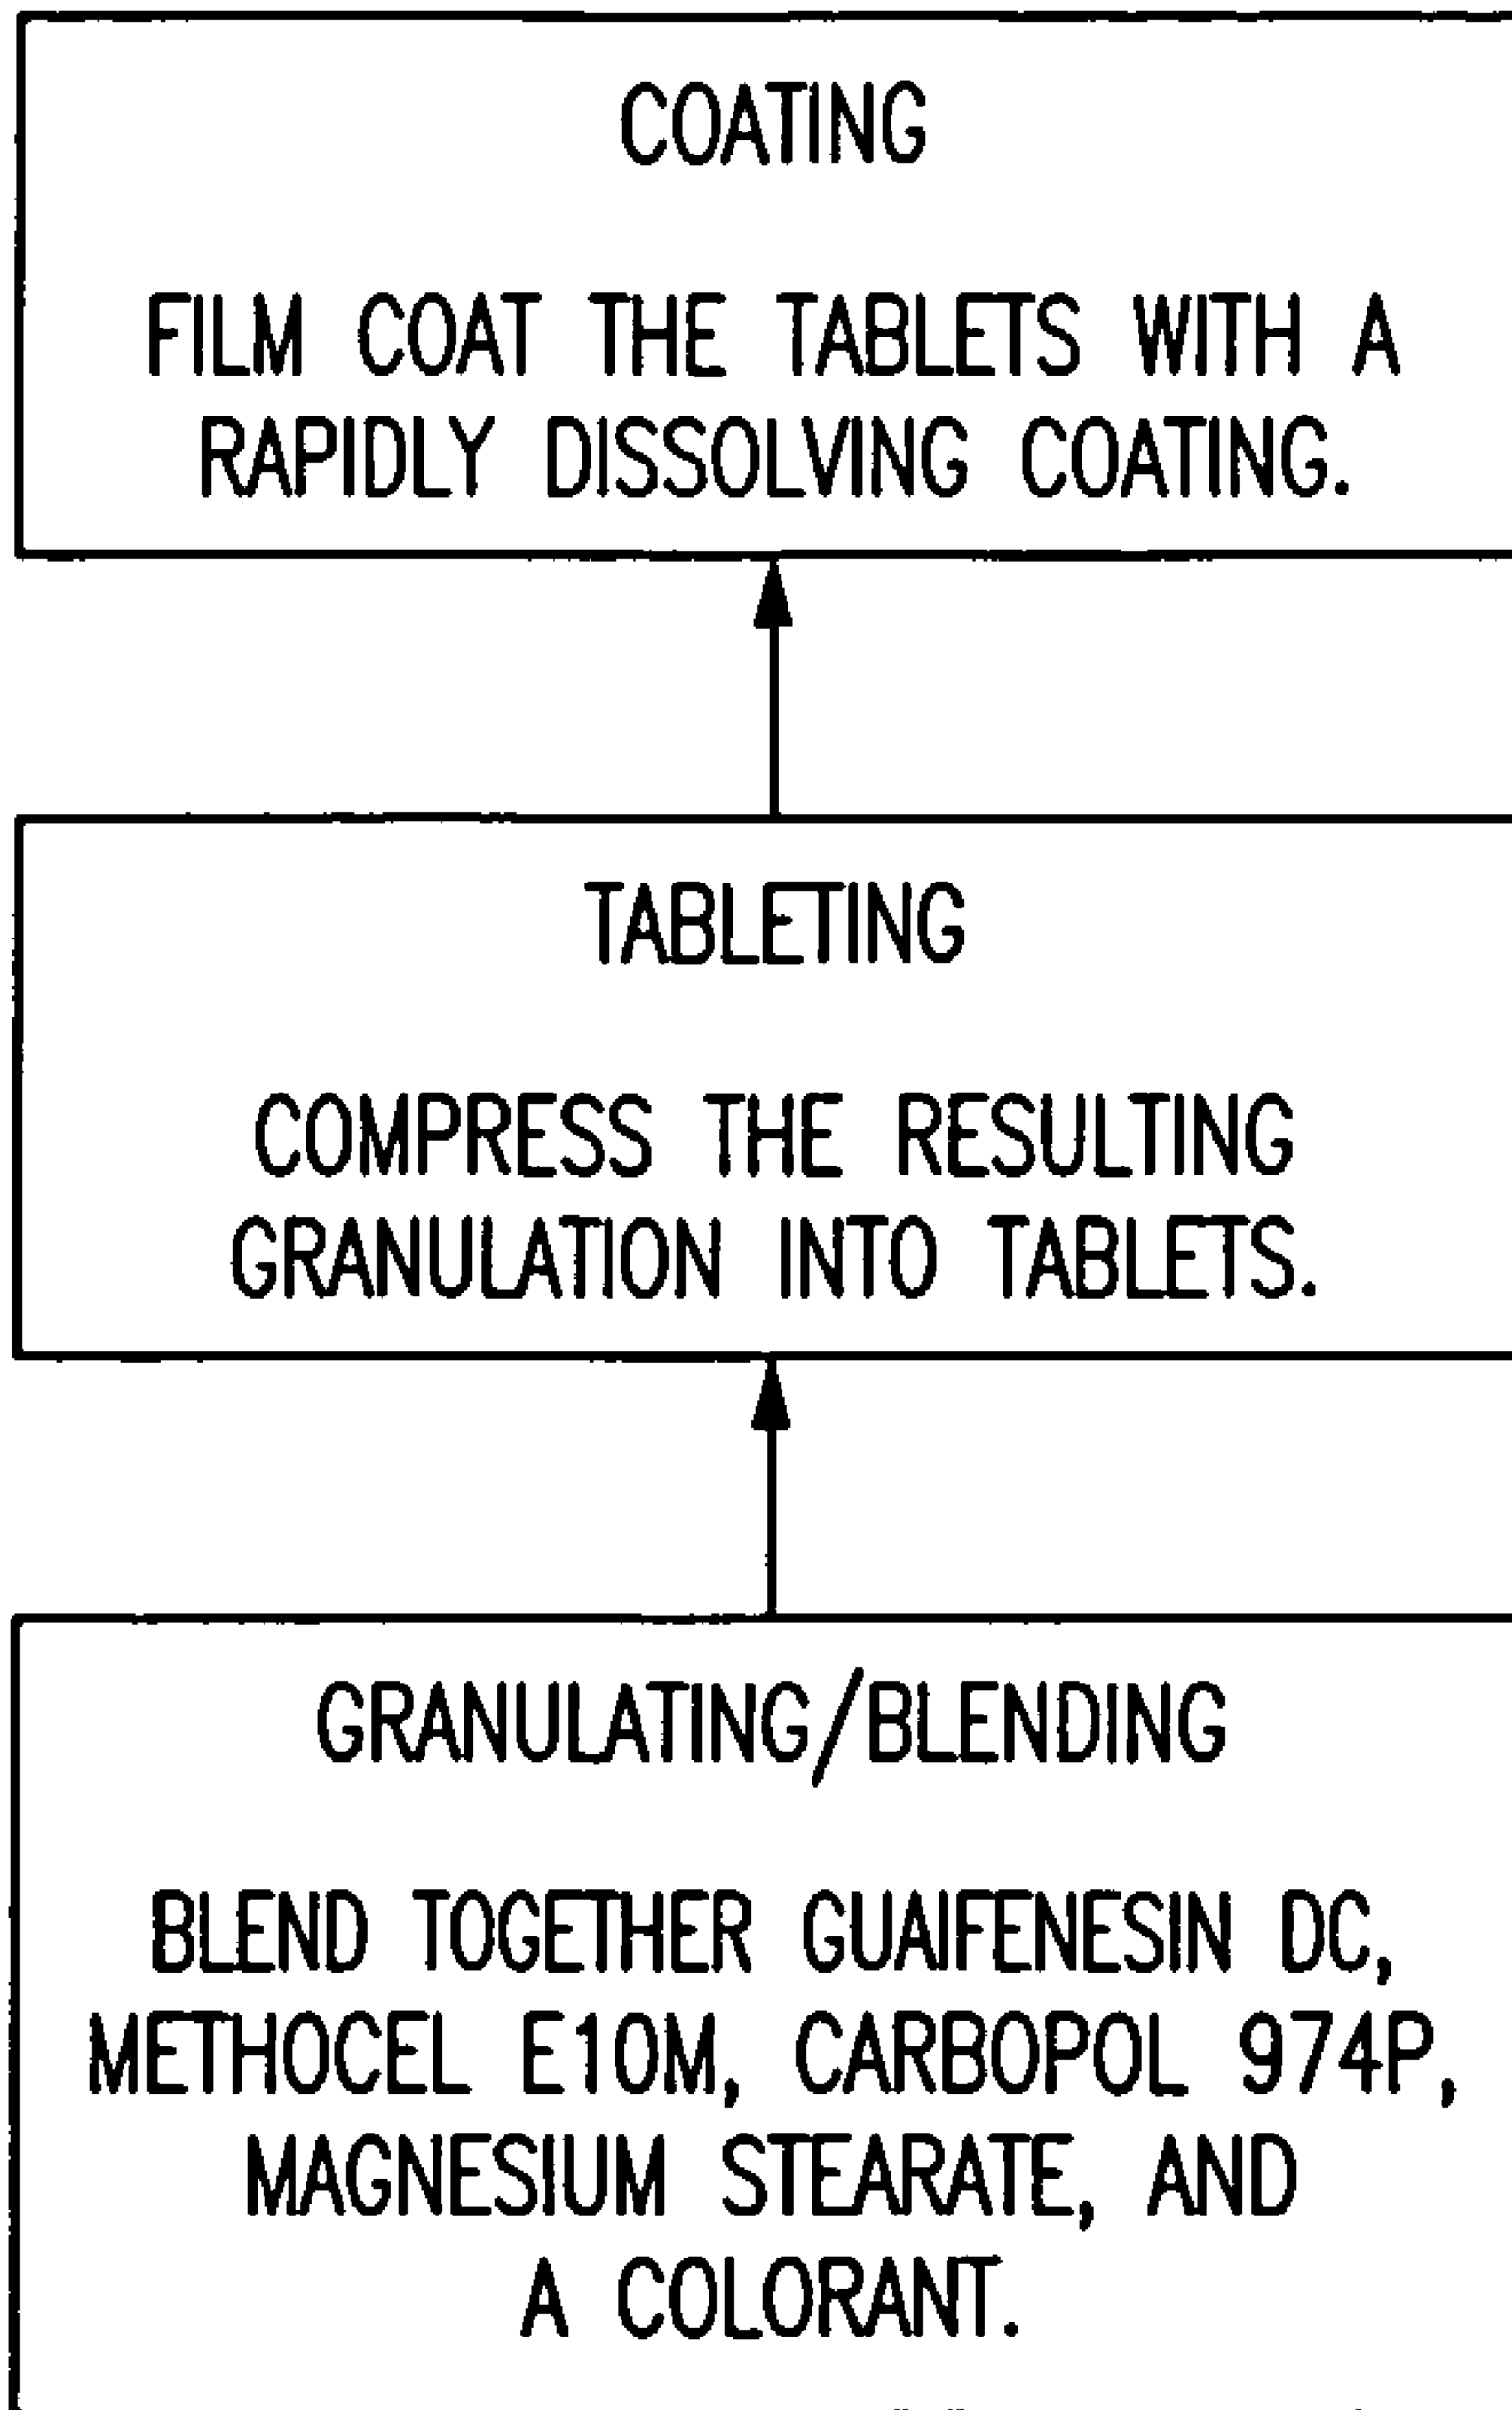 COATING
FILM COAT THE TABLETS WITH A
RAPIDLY DISSOLVING COATING.
TABLETING
COMPRESS THE RESULTING
GRANULATION INTO TABLETS.
GRANULATING/BLENDING
BLEND TOGETHER GUAIFENESIN DC,
METHOCEL E10M, CARBOPOL 974P,
MAGNESIUM STEARATE, AND
A COLORANT.